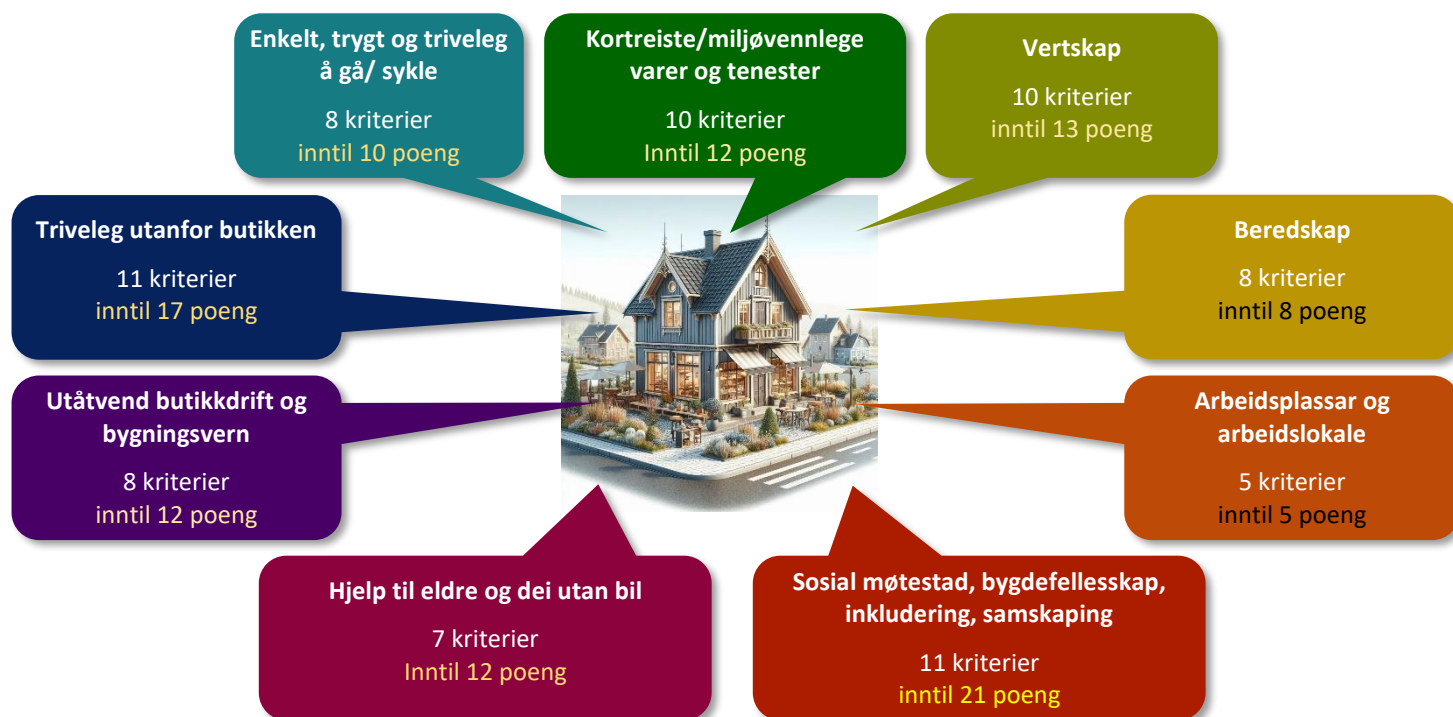 Enkelt, trygt og triveleg
å gå/ sykle
8 kriterier
inntil 10 poeng
Kortreiste/miljøvennlege
varer og tenester
10 kriterier
Inntil 12 poeng
Vertskap
10 kriterier
inntil 13 poeng
Triveleg utanfor butikken
11 kriterier
inntil 17 poeng
Beredskap
8 kriterier
inntil 8 poeng
Utåtvend butikkdrift og
bygningsvern
8 kriterier
inntil 12 poeng
Arbeidsplassar og
arbeidslokale
5 kriterier
inntil 5 poeng
Hjelp til eldre og dei utan bil
7 kriterier
Inntil 12 poeng
Sosial møtestad, bygdefellesskap,
inkludering, samskaping
11 kriterier
inntil 21 poeng